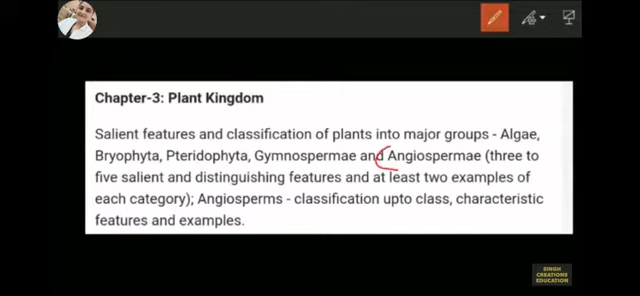 Chapter-3: Plant Kingdom
Salient features and classification of plants into major groups - Algae,
Bryophyta, Pteridophyta, Gymnospermae and Angiospermae (three to
five salient and distinguishing features and at least two examples of
each category); Angiosperms - classification upto class, characteristic
features and examples.
SINGH
CREATIONS
EDUCATION